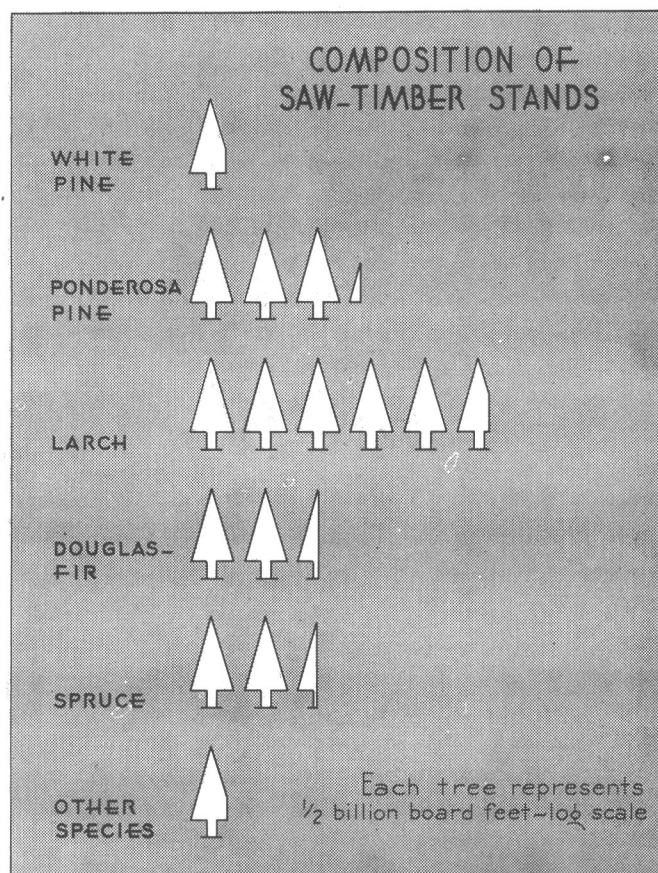 COMPOSITION OF
SAW-TIMBER STANDS
WHITE
PINE
PONDEROSA
PINE
LARCH
DOUGLAS-
FIR
SPRUCE
OTHER
SPECIES
Each tree represents
½ billion board feet-log scale